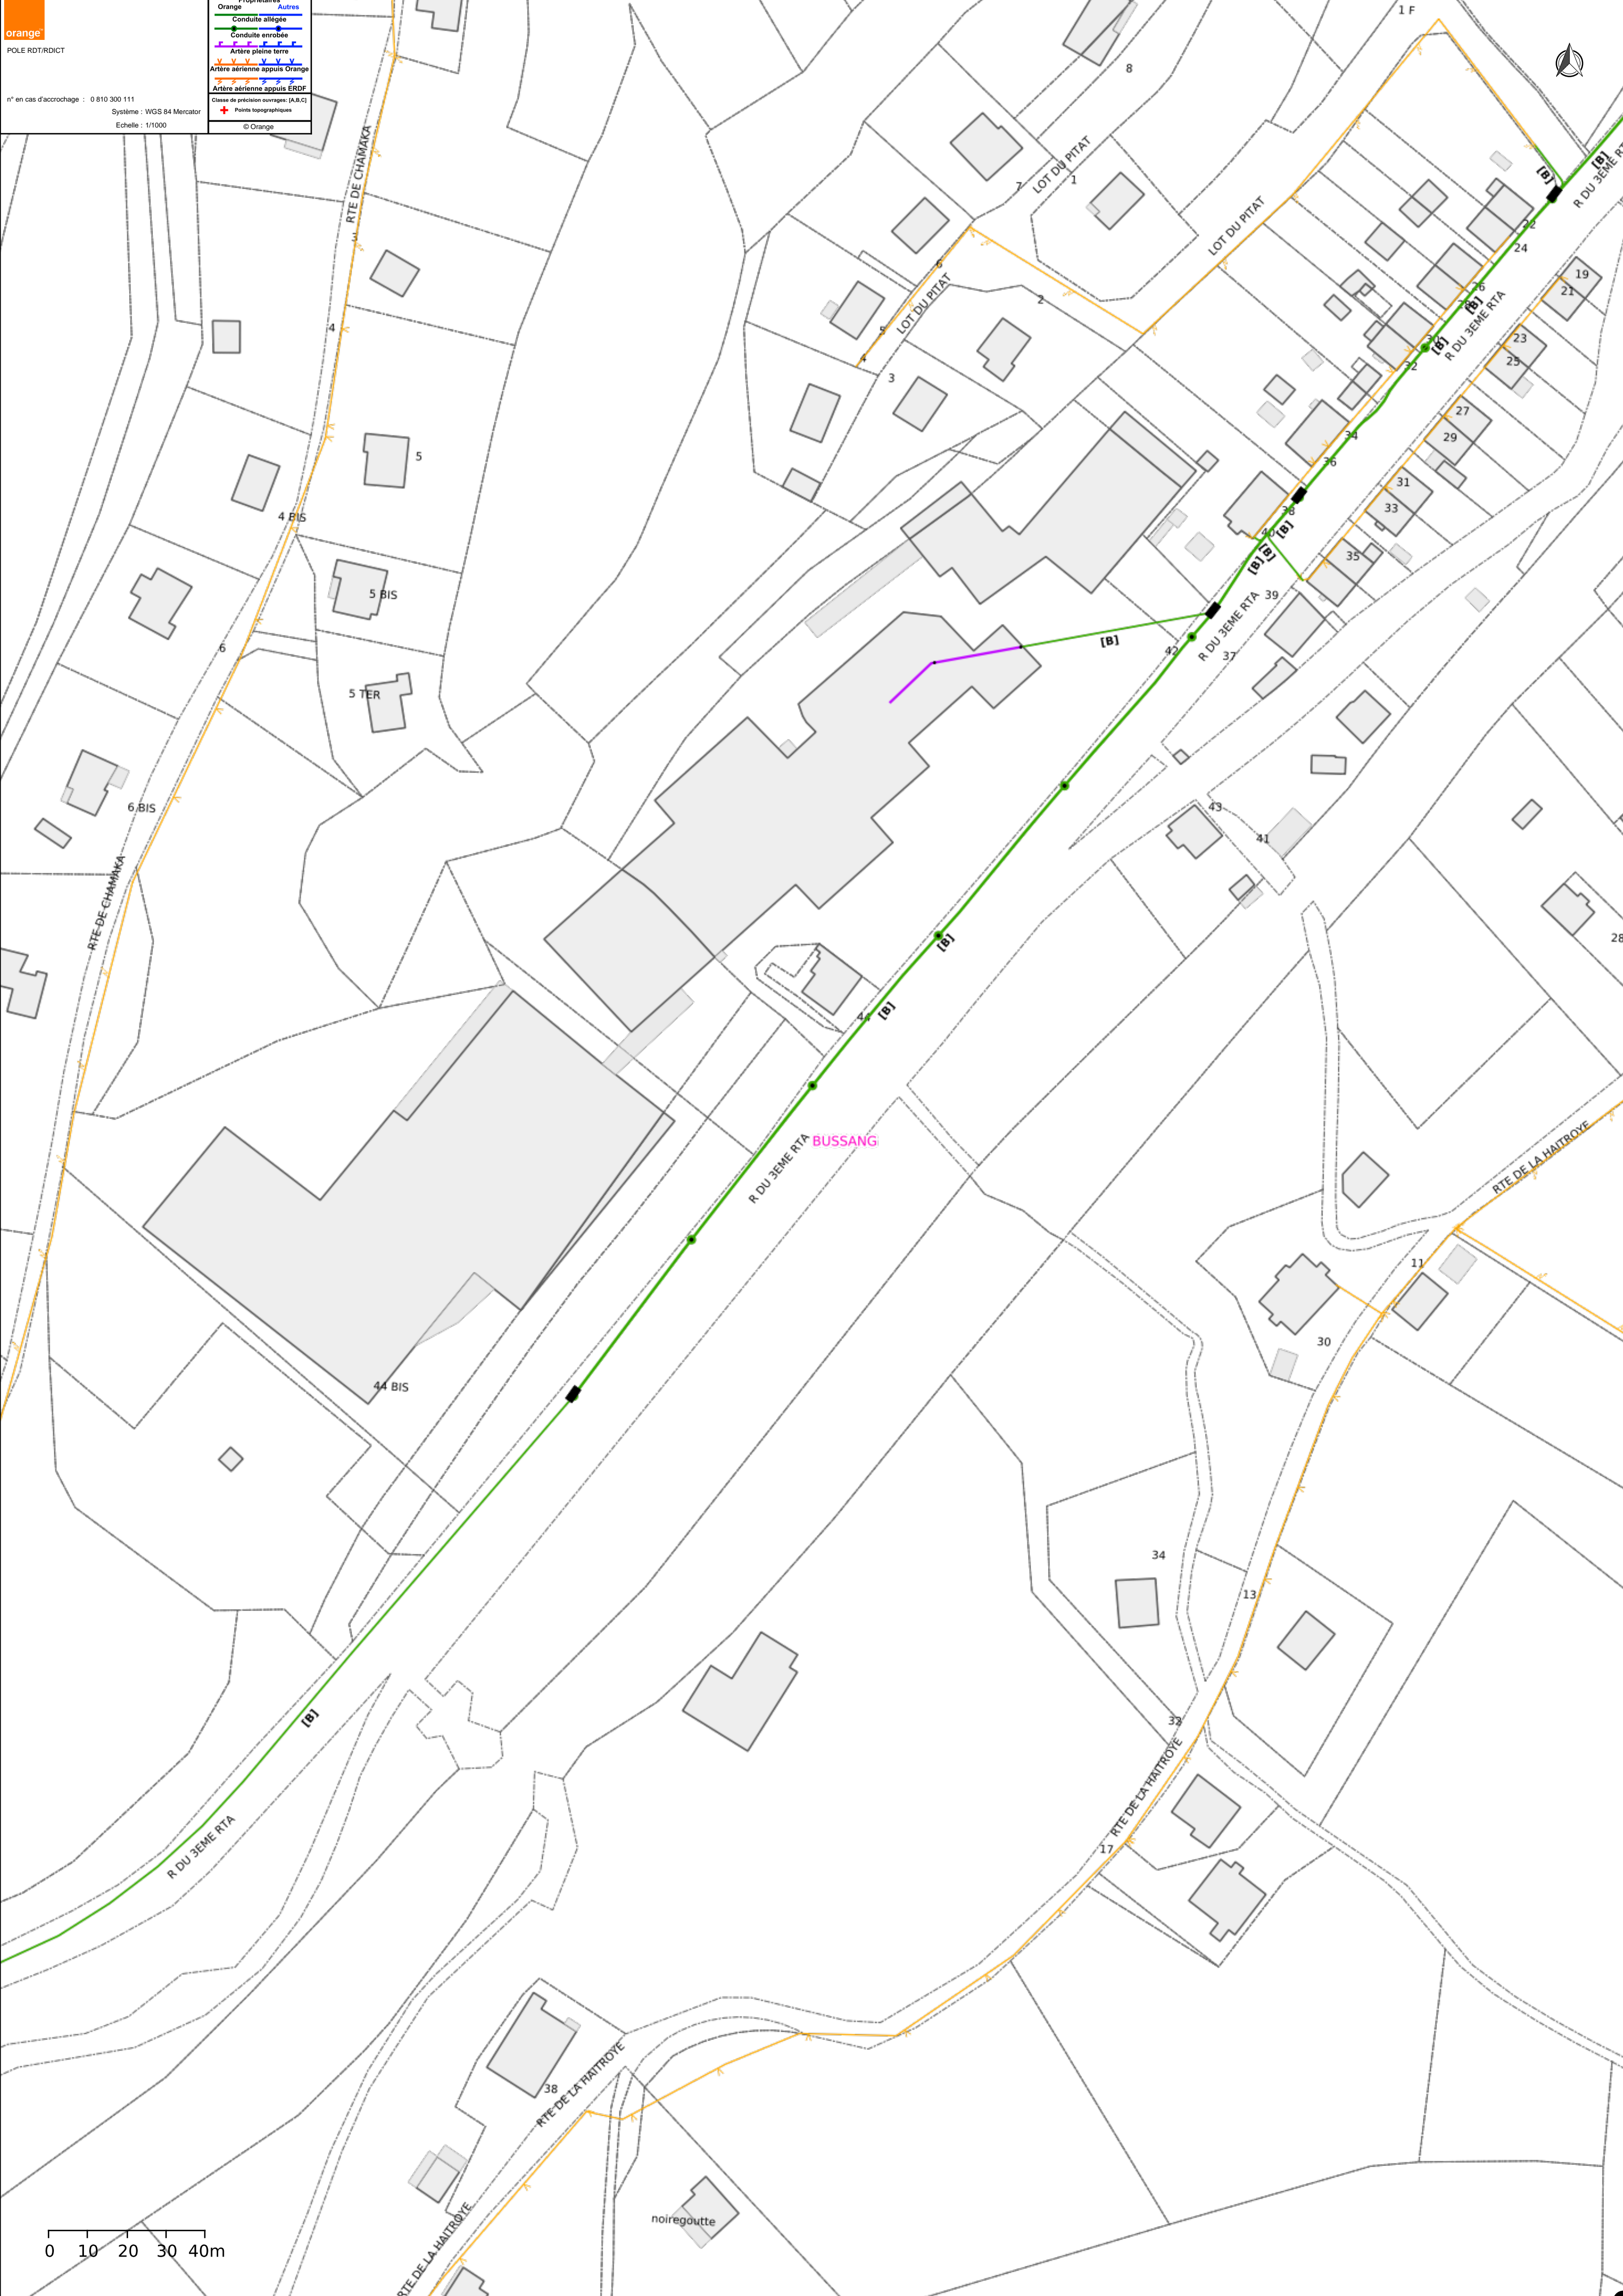 orange™
POLE RDT/RDICT
n° en cas d'accrochage : 0 810 300 111
Système : WGS 84 Mercator
Echelle : 1/1000
Propriétaires
Orange Autres
Conduite allégée
Conduite enrobée
Artère pleine terre
Artère aérienne appuis Orange
Artère aérienne appuis ERDF
Classe de précision ouvrages: [A,B,C]
Points topographiques
© Orange
1 F
8
RTE DE CHAMAKA
3
LOT DU PITAT
7
1
[B]
[B]
R DU 3EME RTA
LOT DU PITAT
22
24
6
2
19
21
26
[B]
R DU 3EME RTA
LOT DU PITAT
4
5
4
3
[B]
32
23
25
27
29
34
36
5
31
33
4 BIS
38
40
[B]
[B]
[B]
35
5 BIS
39
R DU 3EME RTA
6
[B]
42
37
5 TER
6 BIS
43
41
RTE DE CHAMAKA
28
[B]
[B]
44
BUSSANG
R DU 3EME RTA
RTE DE LA HAITROYE
11
30
44 BIS
34
13
[B]
32
RTE DE LA HAITROYE
R DU 3EME RTA
17
RTE DE LA HAITROYE
38
RTE DE LA HAITROYE
noiregoutte
0 10 20 30 40m